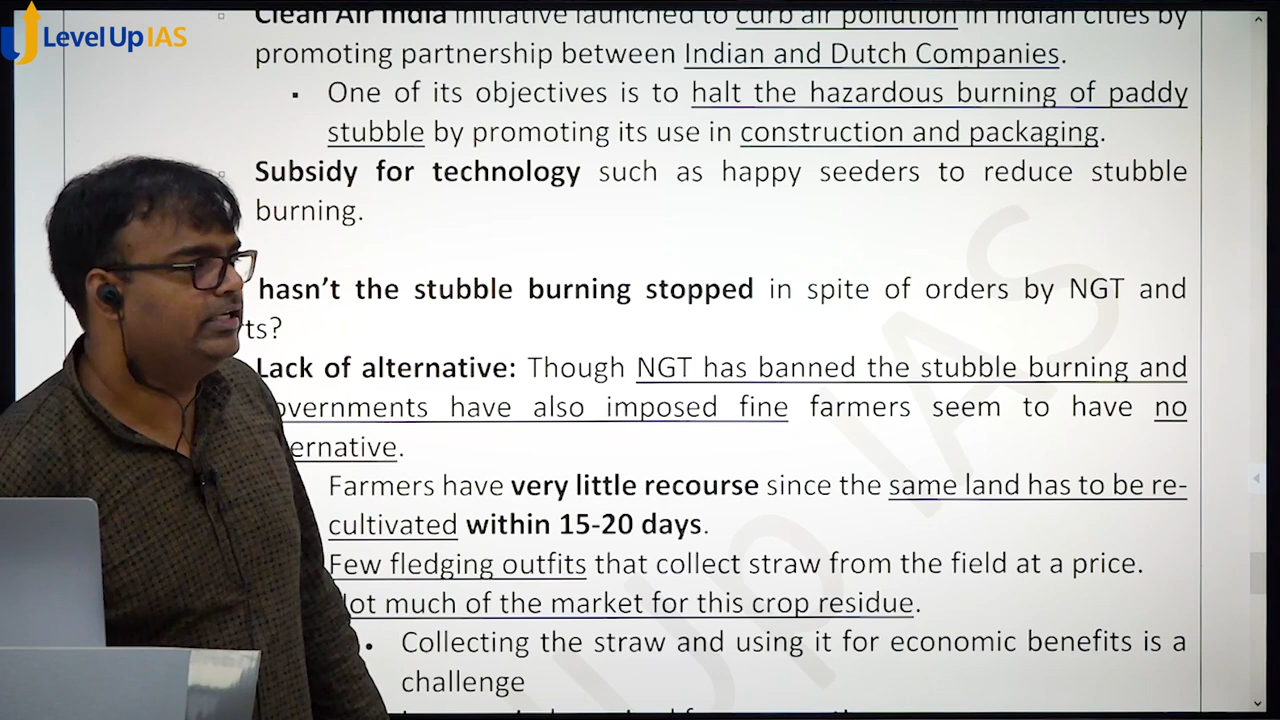 Level Up IAS
Clean Air India initiative launched to curb air pollution in Indian cities by
promoting partnership between Indian and Dutch Companies.
▪ One of its objectives is to halt the hazardous burning of paddy
stubble by promoting its use in construction and packaging.
Subsidy for technology such as happy seeders to reduce stubble
burning.
hasn't the stubble burning stopped in spite of orders by NGT and
ts?
Lack of alternative: Though NGT has banned the stubble burning and
overnments have also imposed fine farmers seem to have no
ernative.
Farmers have very little recourse since the same land has to be re-
cultivated within 15-20 days.
Few fledging outfits that collect straw from the field at a price.
ot much of the market for this crop residue.
• Collecting the straw and using it for economic benefits is a
challenge
Up IAS